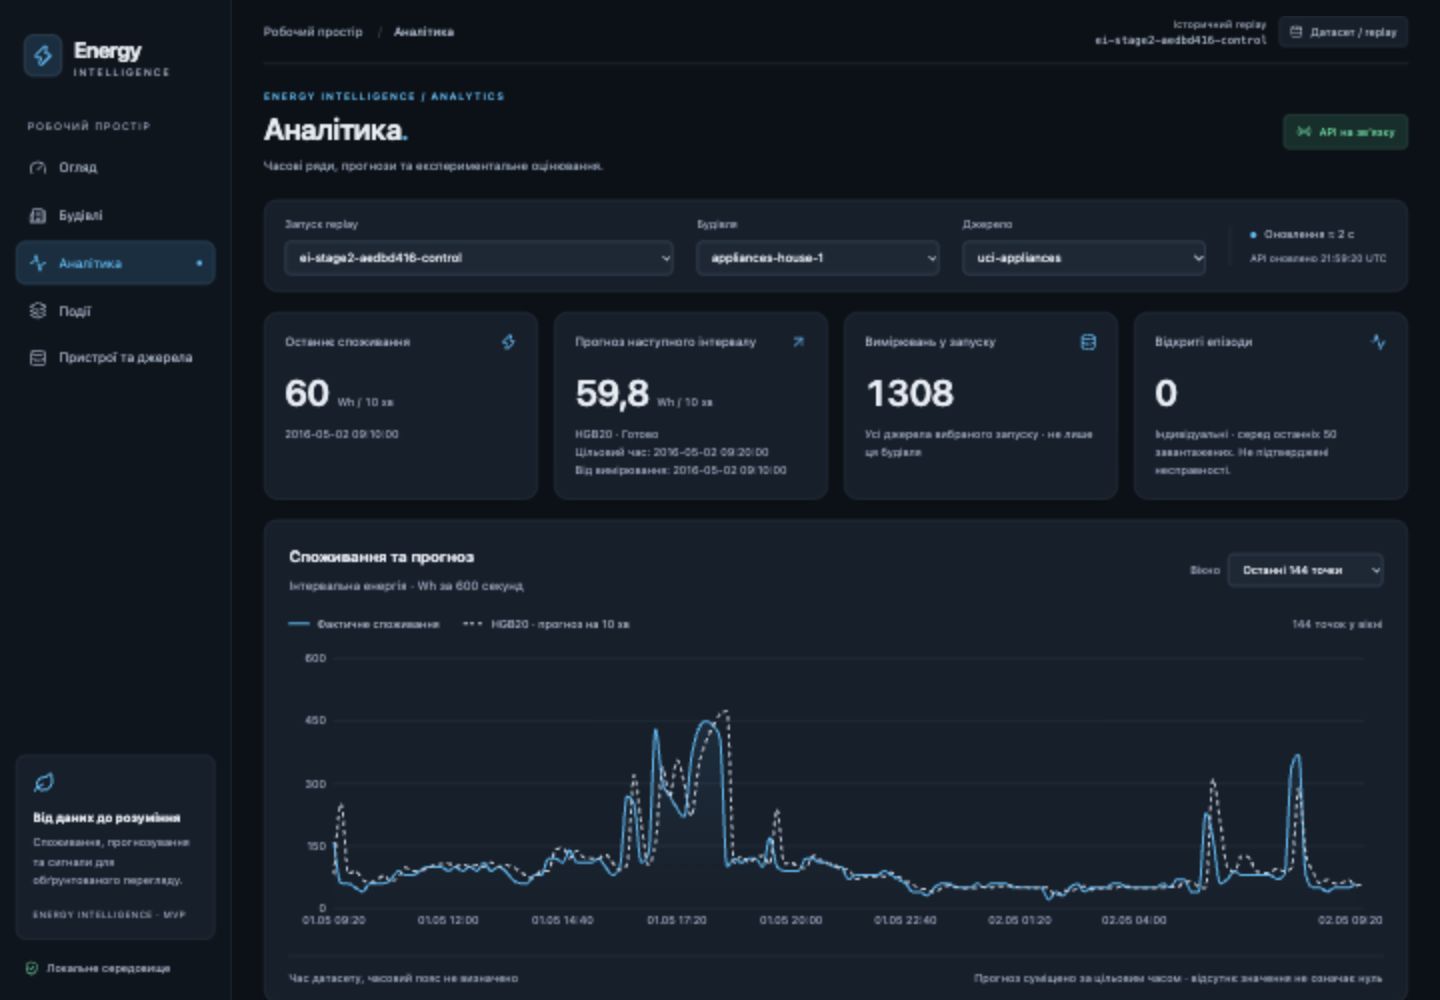 Energy
INTELLIGENCE
РОБОЧИЙ ПРОСТІР
Огляд
Будівлі
Аналітика
Події
Пристрої та джерела
Від даних до розуміння
Споживання, прогнозування
та сигнали для
обґрунтованого перегляду.
ENERGY INTELLIGENCE · MVP
Локальне середовище
Робочий простір / Аналітика
Історичний replay
ei-stage2-aedbd416-control
Датасет / replay
ENERGY INTELLIGENCE / ANALYTICS
Аналітика.
Часові ряди, прогнози та експериментальне оцінювання.
API на зв'язку
Запуск replay
ei-stage2-aedbd416-control
Будівля
appliances-house-1
Джерело
uci-appliances
Оновлення ≈ 2 с
API оновлено 21:59:20 UTC
Останнє споживання
60 Wh / 10 хв
2016-05-02 09:10:00
Прогноз наступного інтервалу
59,8 Wh / 10 хв
HGB20 · Готово
Цільовий час: 2016-05-02 09:20:00
Від вимірювання: 2016-05-02 09:10:00
Вимірювань у запуску
1308
Усі джерела вибраного запуску · не лише
ця будівля
Відкриті епізоди
0
Індивідуальні · серед останніх 50
завантажених. Не підтверджені
несправності.
Споживання та прогноз
Інтервальна енергія · Wh за 600 секунд
Вікно
Останні 144 точки
Фактичне споживання
HGB20 · прогноз на 10 хв
144 точок у вікні
600
450
300
150
0
01.05 09:20
01.05 12:00
01.05 14:40
01.05 17:20
01.05 20:00
01.05 22:40
02.05 01:20
02.05 04:00
02.05 09:20
Час датасету, часовий пояс не визначено
Прогноз суміщено за цільовим часом · відсутнє значення не означає нуль